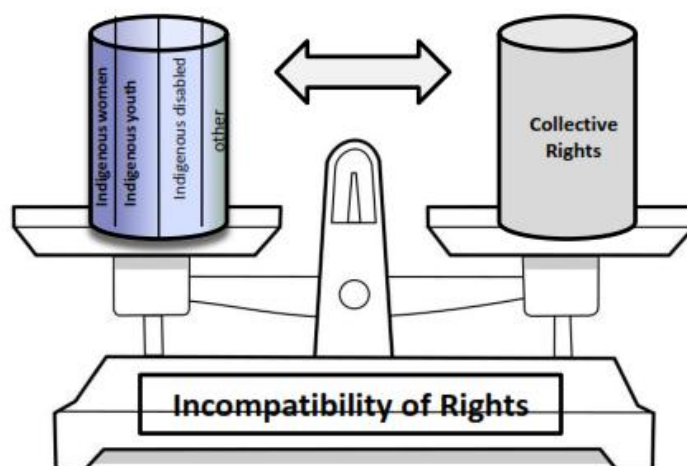 Indigenous women
Indigenous youth
Indigenous disabled
other
Collective
Rights
Incompatibility of Rights